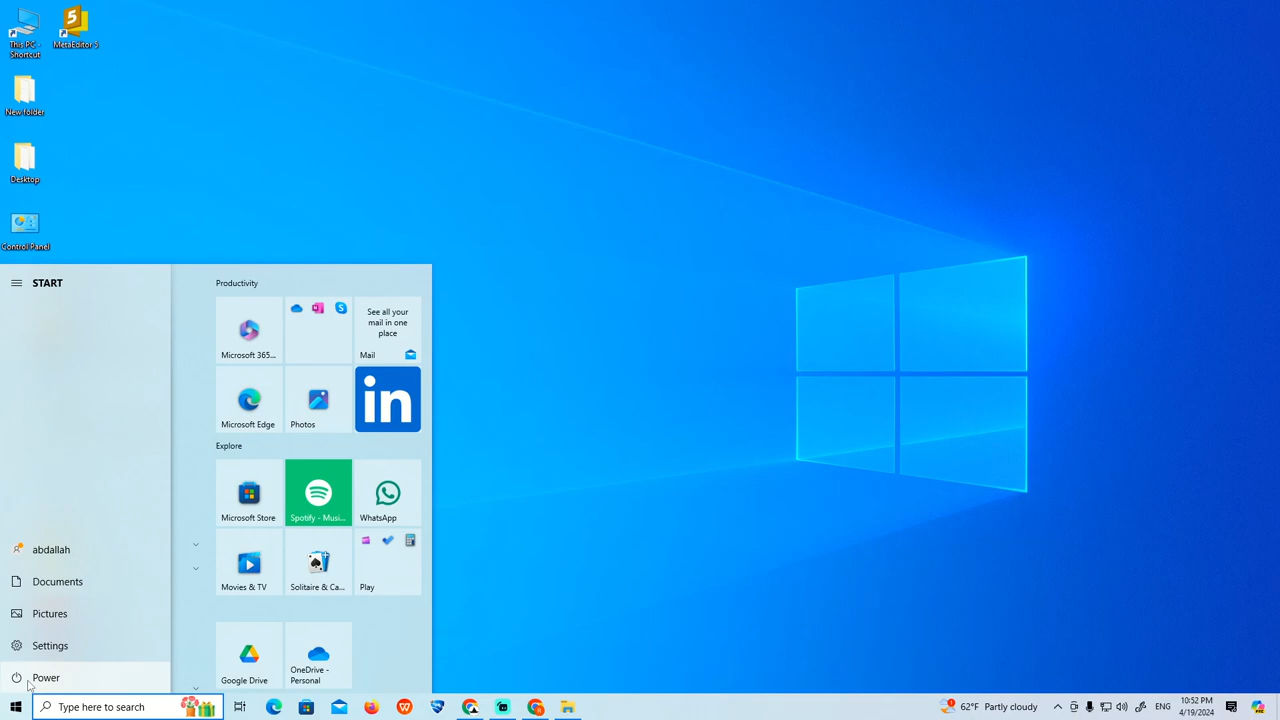 This PC -
Shortcut
MetaEditor 5
New folder
Desktop
Control Panel
START
abdallah
Documents
Pictures
Settings
Power
Productivity
Microsoft 365...
See all your
mail in one
place
Mail
Microsoft Edge
Photos
in
Explore
Microsoft Store
Spotify - Musi...
WhatsApp
Movies & TV
Solitaire & Ca...
Play
Google Drive
OneDrive -
Personal
Type here to search
62°F Partly cloudy
ENG
10:52 PM
4/19/2024